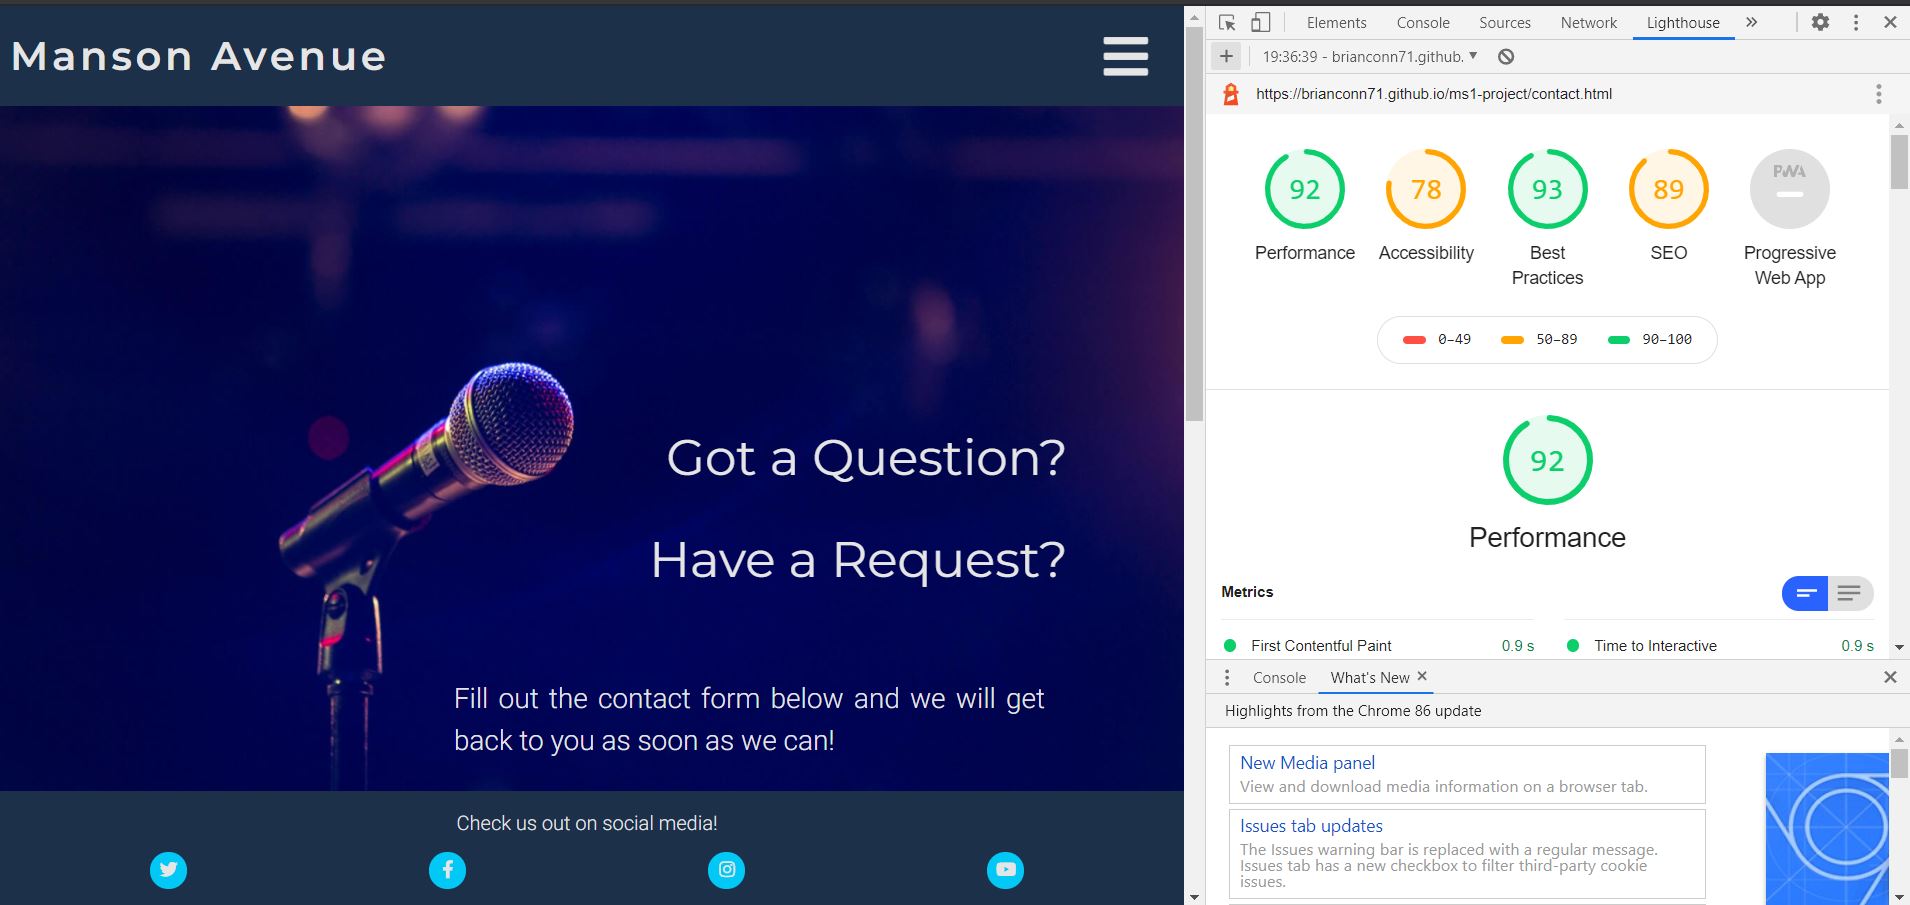 Manson Avenue
Got a Question?
Have a Request?
Fill out the contact form below and we will get
back to you as soon as we can!
Check us out on social media!
Elements Console Sources Network Lighthouse »
19:36:39 - brianconn71.github.
https://brianconn71.github.io/ms1-project/contact.html
92 78 93 89 PWA
Performance Accessibility Best Practices SEO Progressive Web App
0–49 50–89 90–100
92
Performance
Metrics
First Contentful Paint 0.9 s Time to Interactive 0.9 s
Console What's New
Highlights from the Chrome 86 update
New Media panel
View and download media information on a browser tab.
Issues tab updates
The Issues warning bar is replaced with a regular message.
Issues tab has a new checkbox to filter third-party cookie
issues.